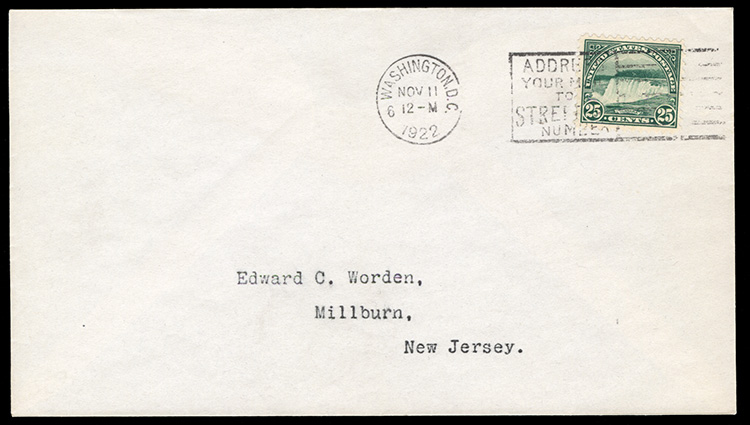 WASHINGTON, D.C.
NOV 11
6 12-M
1922
ADDRE
YOUR M
TO
STREE
NUMBER
UNITED STATES POSTAGE
25 CENTS 25
Edward C. Worden,
Millburn,
New Jersey.